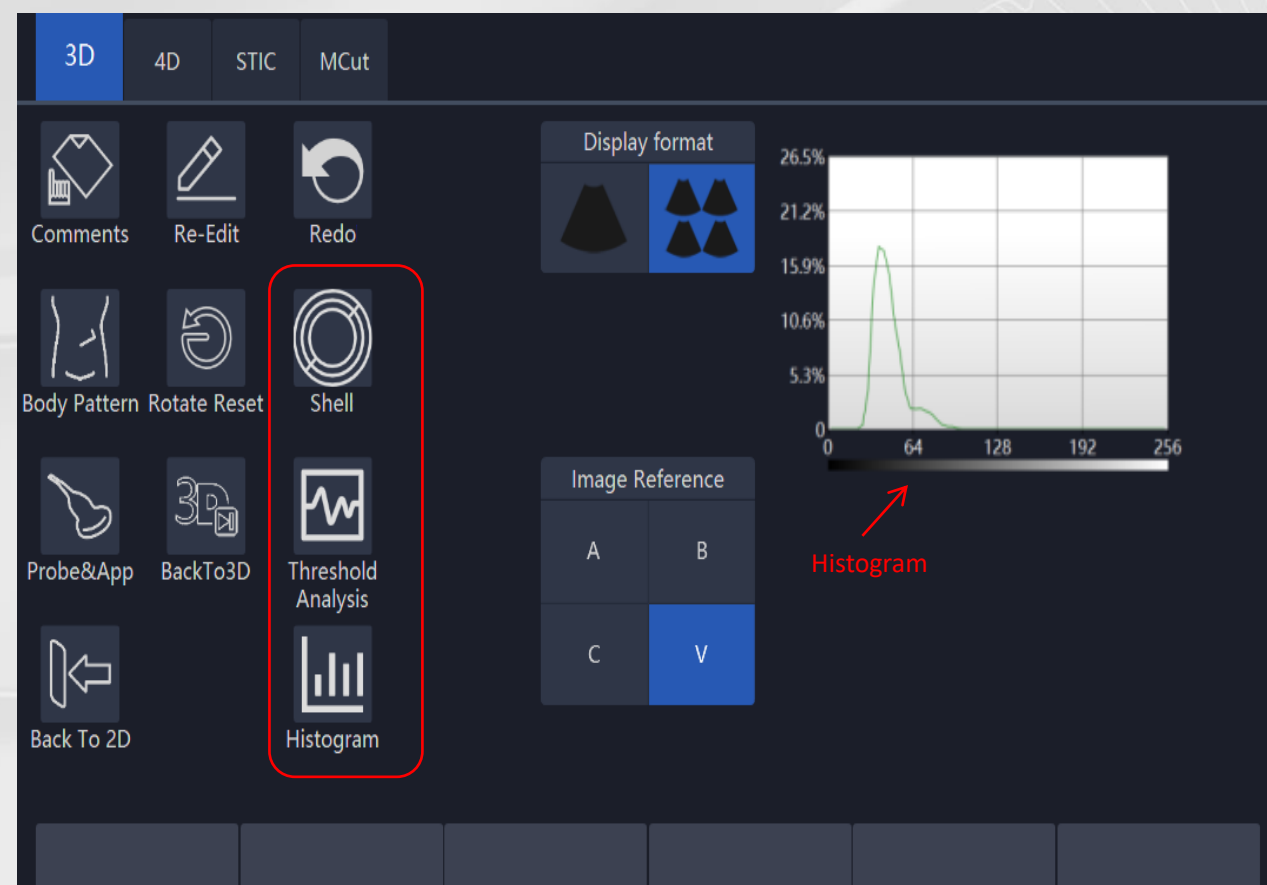 3D
4D
STIC
MCut
Comments
Re-Edit
Redo
Body Pattern
Rotate Reset
Shell
Probe&App
BackTo3D
Threshold
Analysis
Back To 2D
Histogram
Display format
Image Reference
A
B
C
V
26.5%
21.2%
15.9%
10.6%
5.3%
0
0
64
128
192
256
Histogram